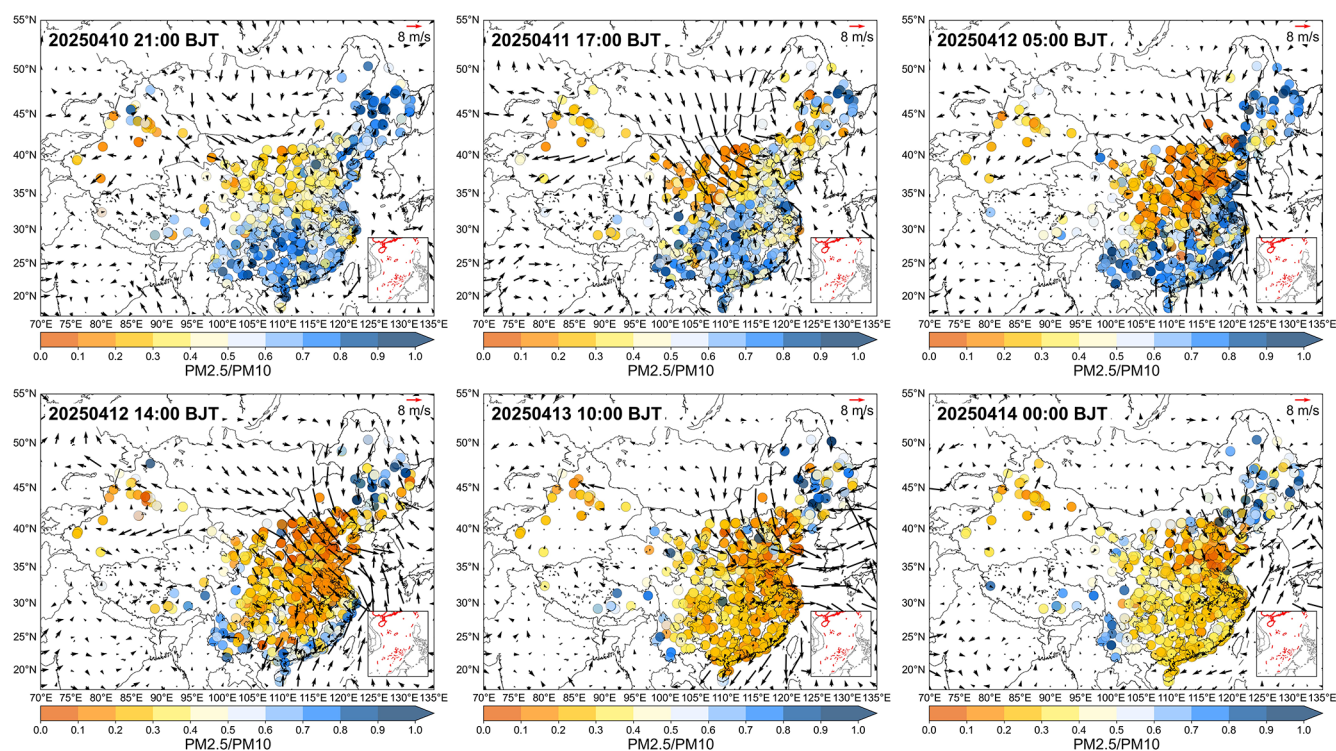 20250410 21:00 BJT
8 m/s
55°N
50°N
45°N
40°N
35°N
30°N
25°N
20°N
70°E 75°E 80°E 85°E 90°E 95°E 100°E 105°E 110°E 115°E 120°E 125°E 130°E 135°E
0.0 0.1 0.2 0.3 0.4 0.5 0.6 0.7 0.8 0.9 1.0
PM2.5/PM10
20250411 17:00 BJT
8 m/s
55°N
50°N
45°N
40°N
35°N
30°N
25°N
20°N
70°E 75°E 80°E 85°E 90°E 95°E 100°E 105°E 110°E 115°E 120°E 125°E 130°E 135°E
0.0 0.1 0.2 0.3 0.4 0.5 0.6 0.7 0.8 0.9 1.0
PM2.5/PM10
20250412 05:00 BJT
8 m/s
55°N
50°N
45°N
40°N
35°N
30°N
25°N
20°N
70°E 75°E 80°E 85°E 90°E 95°E 100°E 105°E 110°E 115°E 120°E 125°E 130°E 135°E
0.0 0.1 0.2 0.3 0.4 0.5 0.6 0.7 0.8 0.9 1.0
PM2.5/PM10
20250412 14:00 BJT
8 m/s
55°N
50°N
45°N
40°N
35°N
30°N
25°N
20°N
70°E 75°E 80°E 85°E 90°E 95°E 100°E 105°E 110°E 115°E 120°E 125°E 130°E 135°E
0.0 0.1 0.2 0.3 0.4 0.5 0.6 0.7 0.8 0.9 1.0
PM2.5/PM10
20250413 10:00 BJT
8 m/s
55°N
50°N
45°N
40°N
35°N
30°N
25°N
20°N
70°E 75°E 80°E 85°E 90°E 95°E 100°E 105°E 110°E 115°E 120°E 125°E 130°E 135°E
0.0 0.1 0.2 0.3 0.4 0.5 0.6 0.7 0.8 0.9 1.0
PM2.5/PM10
20250414 00:00 BJT
8 m/s
55°N
50°N
45°N
40°N
35°N
30°N
25°N
20°N
70°E 75°E 80°E 85°E 90°E 95°E 100°E 105°E 110°E 115°E 120°E 125°E 130°E 135°E
0.0 0.1 0.2 0.3 0.4 0.5 0.6 0.7 0.8 0.9 1.0
PM2.5/PM10